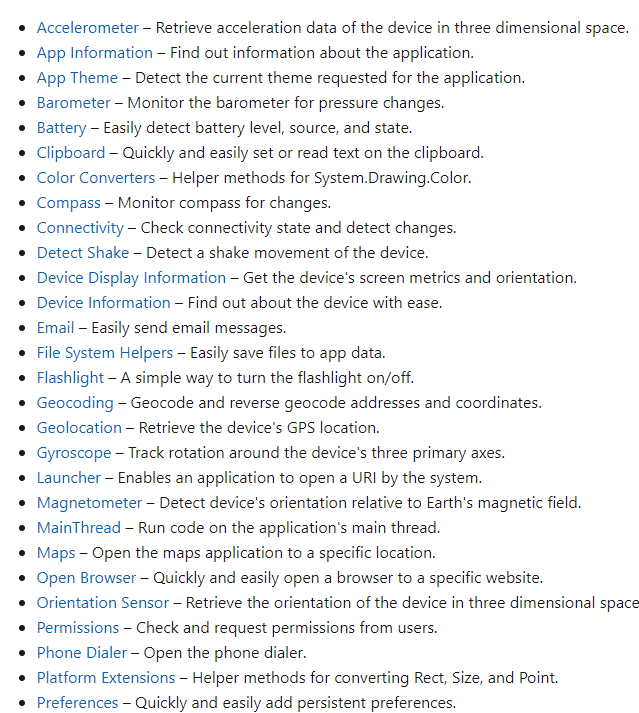 Accelerometer – Retrieve acceleration data of the device in three dimensional space.
App Information – Find out information about the application.
App Theme – Detect the current theme requested for the application.
Barometer – Monitor the barometer for pressure changes.
Battery – Easily detect battery level, source, and state.
Clipboard – Quickly and easily set or read text on the clipboard.
Color Converters – Helper methods for System.Drawing.Color.
Compass – Monitor compass for changes.
Connectivity – Check connectivity state and detect changes.
Detect Shake – Detect a shake movement of the device.
Device Display Information – Get the device's screen metrics and orientation.
Device Information – Find out about the device with ease.
Email – Easily send email messages.
File System Helpers – Easily save files to app data.
Flashlight – A simple way to turn the flashlight on/off.
Geocoding – Geocode and reverse geocode addresses and coordinates.
Geolocation – Retrieve the device's GPS location.
Gyroscope – Track rotation around the device's three primary axes.
Launcher – Enables an application to open a URI by the system.
Magnetometer – Detect device's orientation relative to Earth's magnetic field.
MainThread – Run code on the application's main thread.
Maps – Open the maps application to a specific location.
Open Browser – Quickly and easily open a browser to a specific website.
Orientation Sensor – Retrieve the orientation of the device in three dimensional space
Permissions – Check and request permissions from users.
Phone Dialer – Open the phone dialer.
Platform Extensions – Helper methods for converting Rect, Size, and Point.
Preferences – Quickly and easily add persistent preferences.